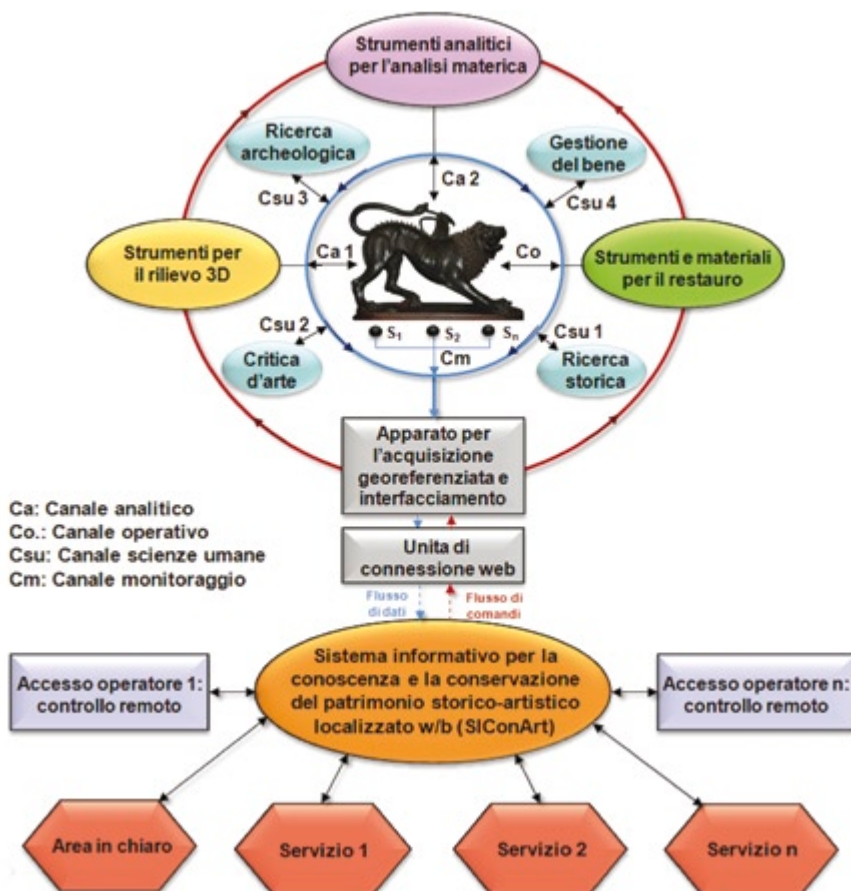 Strumenti analitici
per l'analisi materica
Ricerca
archeologica
Gestione
del bene
Csu 3
Ca 2
Csu 4
Strumenti per
il rilievo 3D
Ca 1
Co
Strumenti e materiali
per il restauro
Csu 2
S1
S2
Sn
Csu 1
Critica
d'arte
Cm
Ricerca
storica
Apparato per
l'acquisizione
georeferenziata e
interfacciamento
Ca: Canale analitico
Co.: Canale operativo
Csu: Canale scienze umane
Cm: Canale monitoraggio
Unita di
connessione web
Flusso
di dati
Flusso di
comandi
Accesso operatore 1:
controllo remoto
Sistema informativo per la
conoscenza e la conservazione
del patrimonio storico-artistico
localizzato w/b (SIConArt)
Accesso operatore n:
controllo remoto
Area in chiaro
Servizio 1
Servizio 2
Servizio n